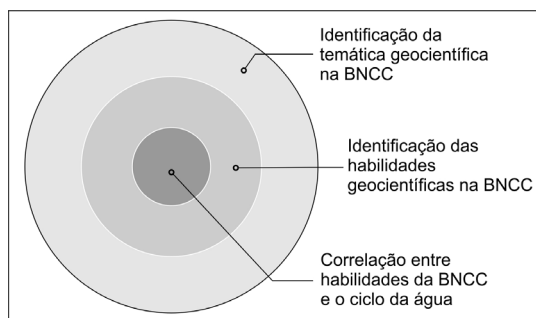 Identificação da
temática geocientífica
na BNCC
Identificação das
habilidades
geocientíficas na BNCC
Correlação entre
habilidades da BNCC
e o ciclo da água